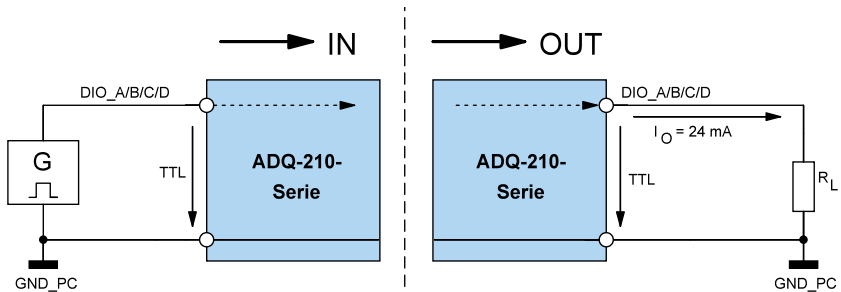 IN
OUT
DIO_A/B/C/D
DIO_A/B/C/D
I_O = 24 mA
G
ADQ-210-
Serie
ADQ-210-
Serie
TTL
TTL
R_L
GND_PC
GND_PC